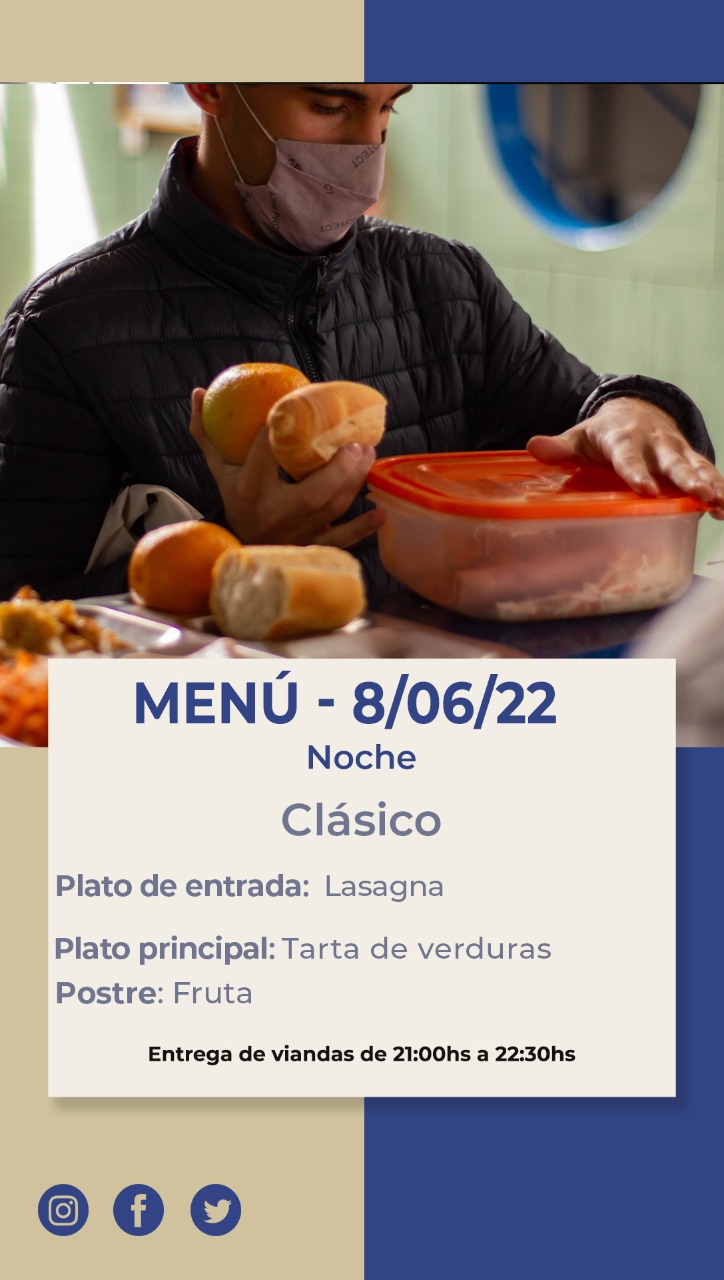 MENÚ - 8/06/22
Noche
Clásico
Plato de entrada: Lasagna
Plato principal: Tarta de verduras
Postre: Fruta
Entrega de viandas de 21:00hs a 22:30hs